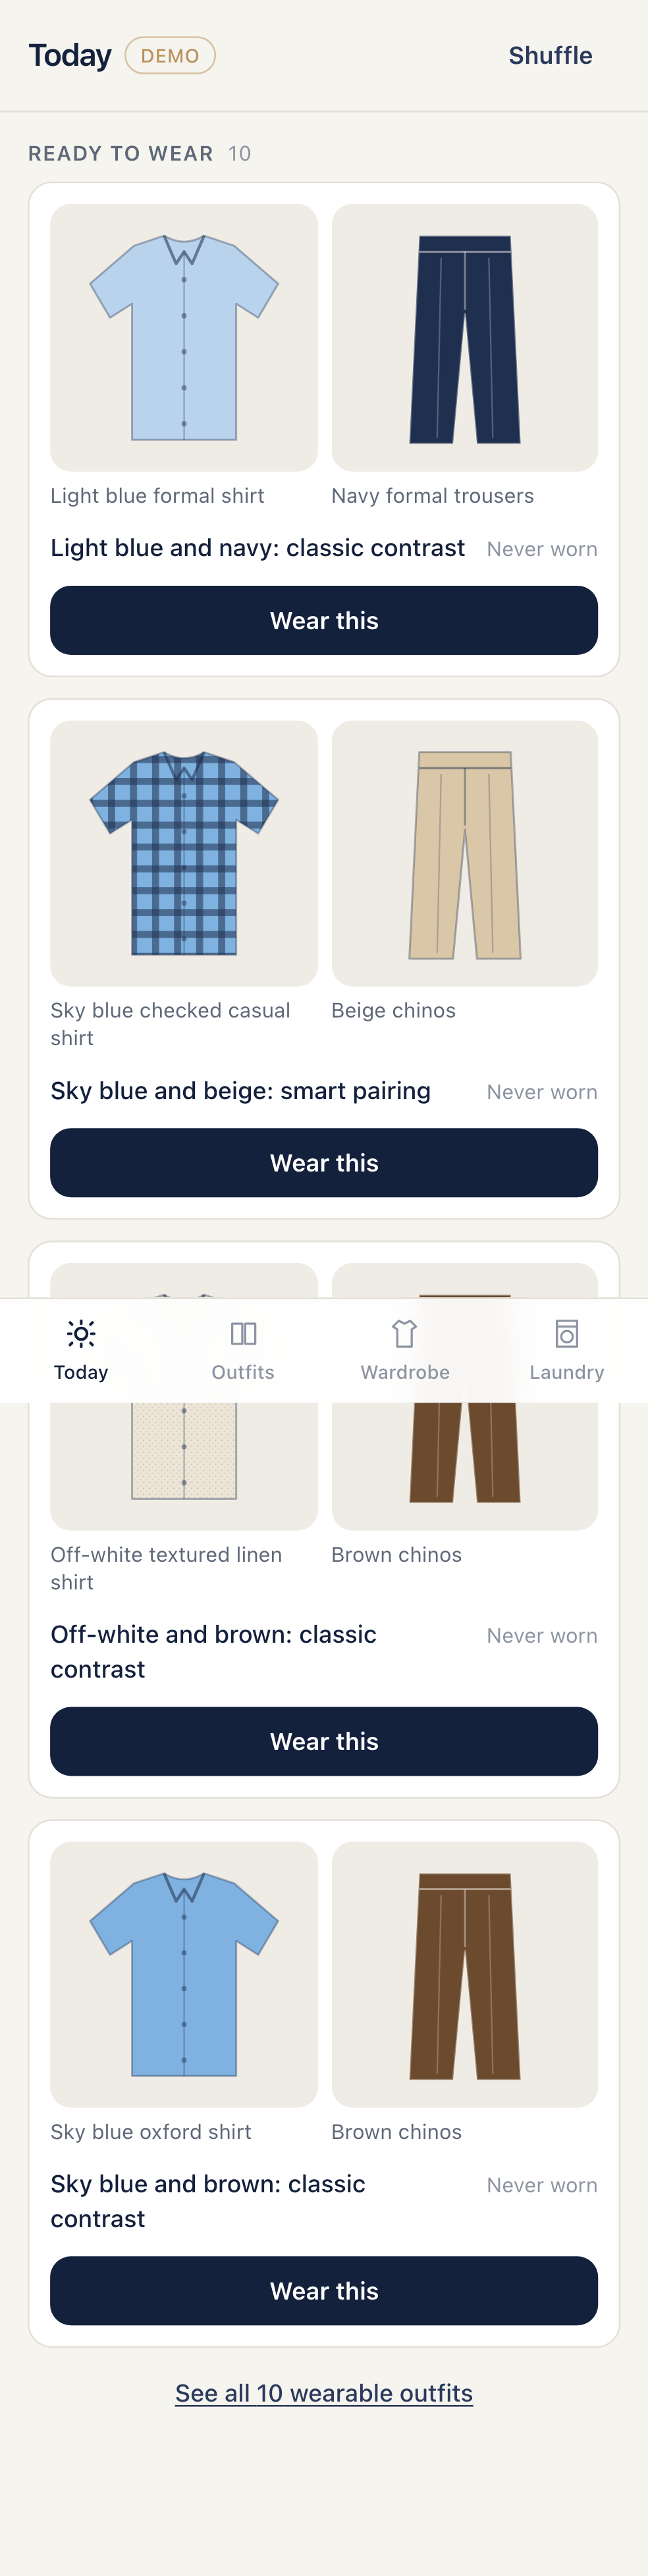 Today DEMO Shuffle
READY TO WEAR 10
Light blue formal shirt Navy formal trousers
Light blue and navy: classic contrast Never worn
Wear this
Sky blue checked casual Beige chinos
shirt
Sky blue and beige: smart pairing Never worn
Wear this
Today Outfits Wardrobe Laundry
Off-white textured linen Brown chinos
shirt
Off-white and brown: classic Never worn
contrast
Wear this
Sky blue oxford shirt Brown chinos
Sky blue and brown: classic Never worn
contrast
Wear this
See all 10 wearable outfits